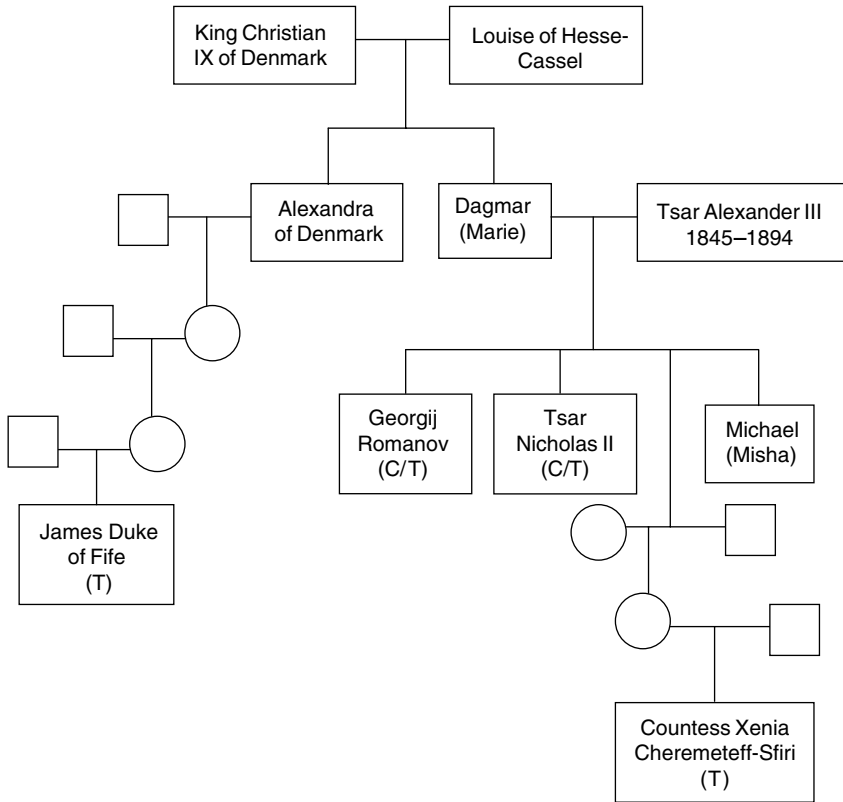 King Christian
IX of Denmark
Louise of Hesse-
Cassel
Alexandra
of Denmark
Dagmar
(Marie)
Tsar Alexander III
1845–1894
Georgij
Romanov
(C/T)
Tsar
Nicholas II
(C/T)
Michael
(Misha)
James Duke
of Fife
(T)
Countess Xenia
Cheremeteff-Sfiri
(T)